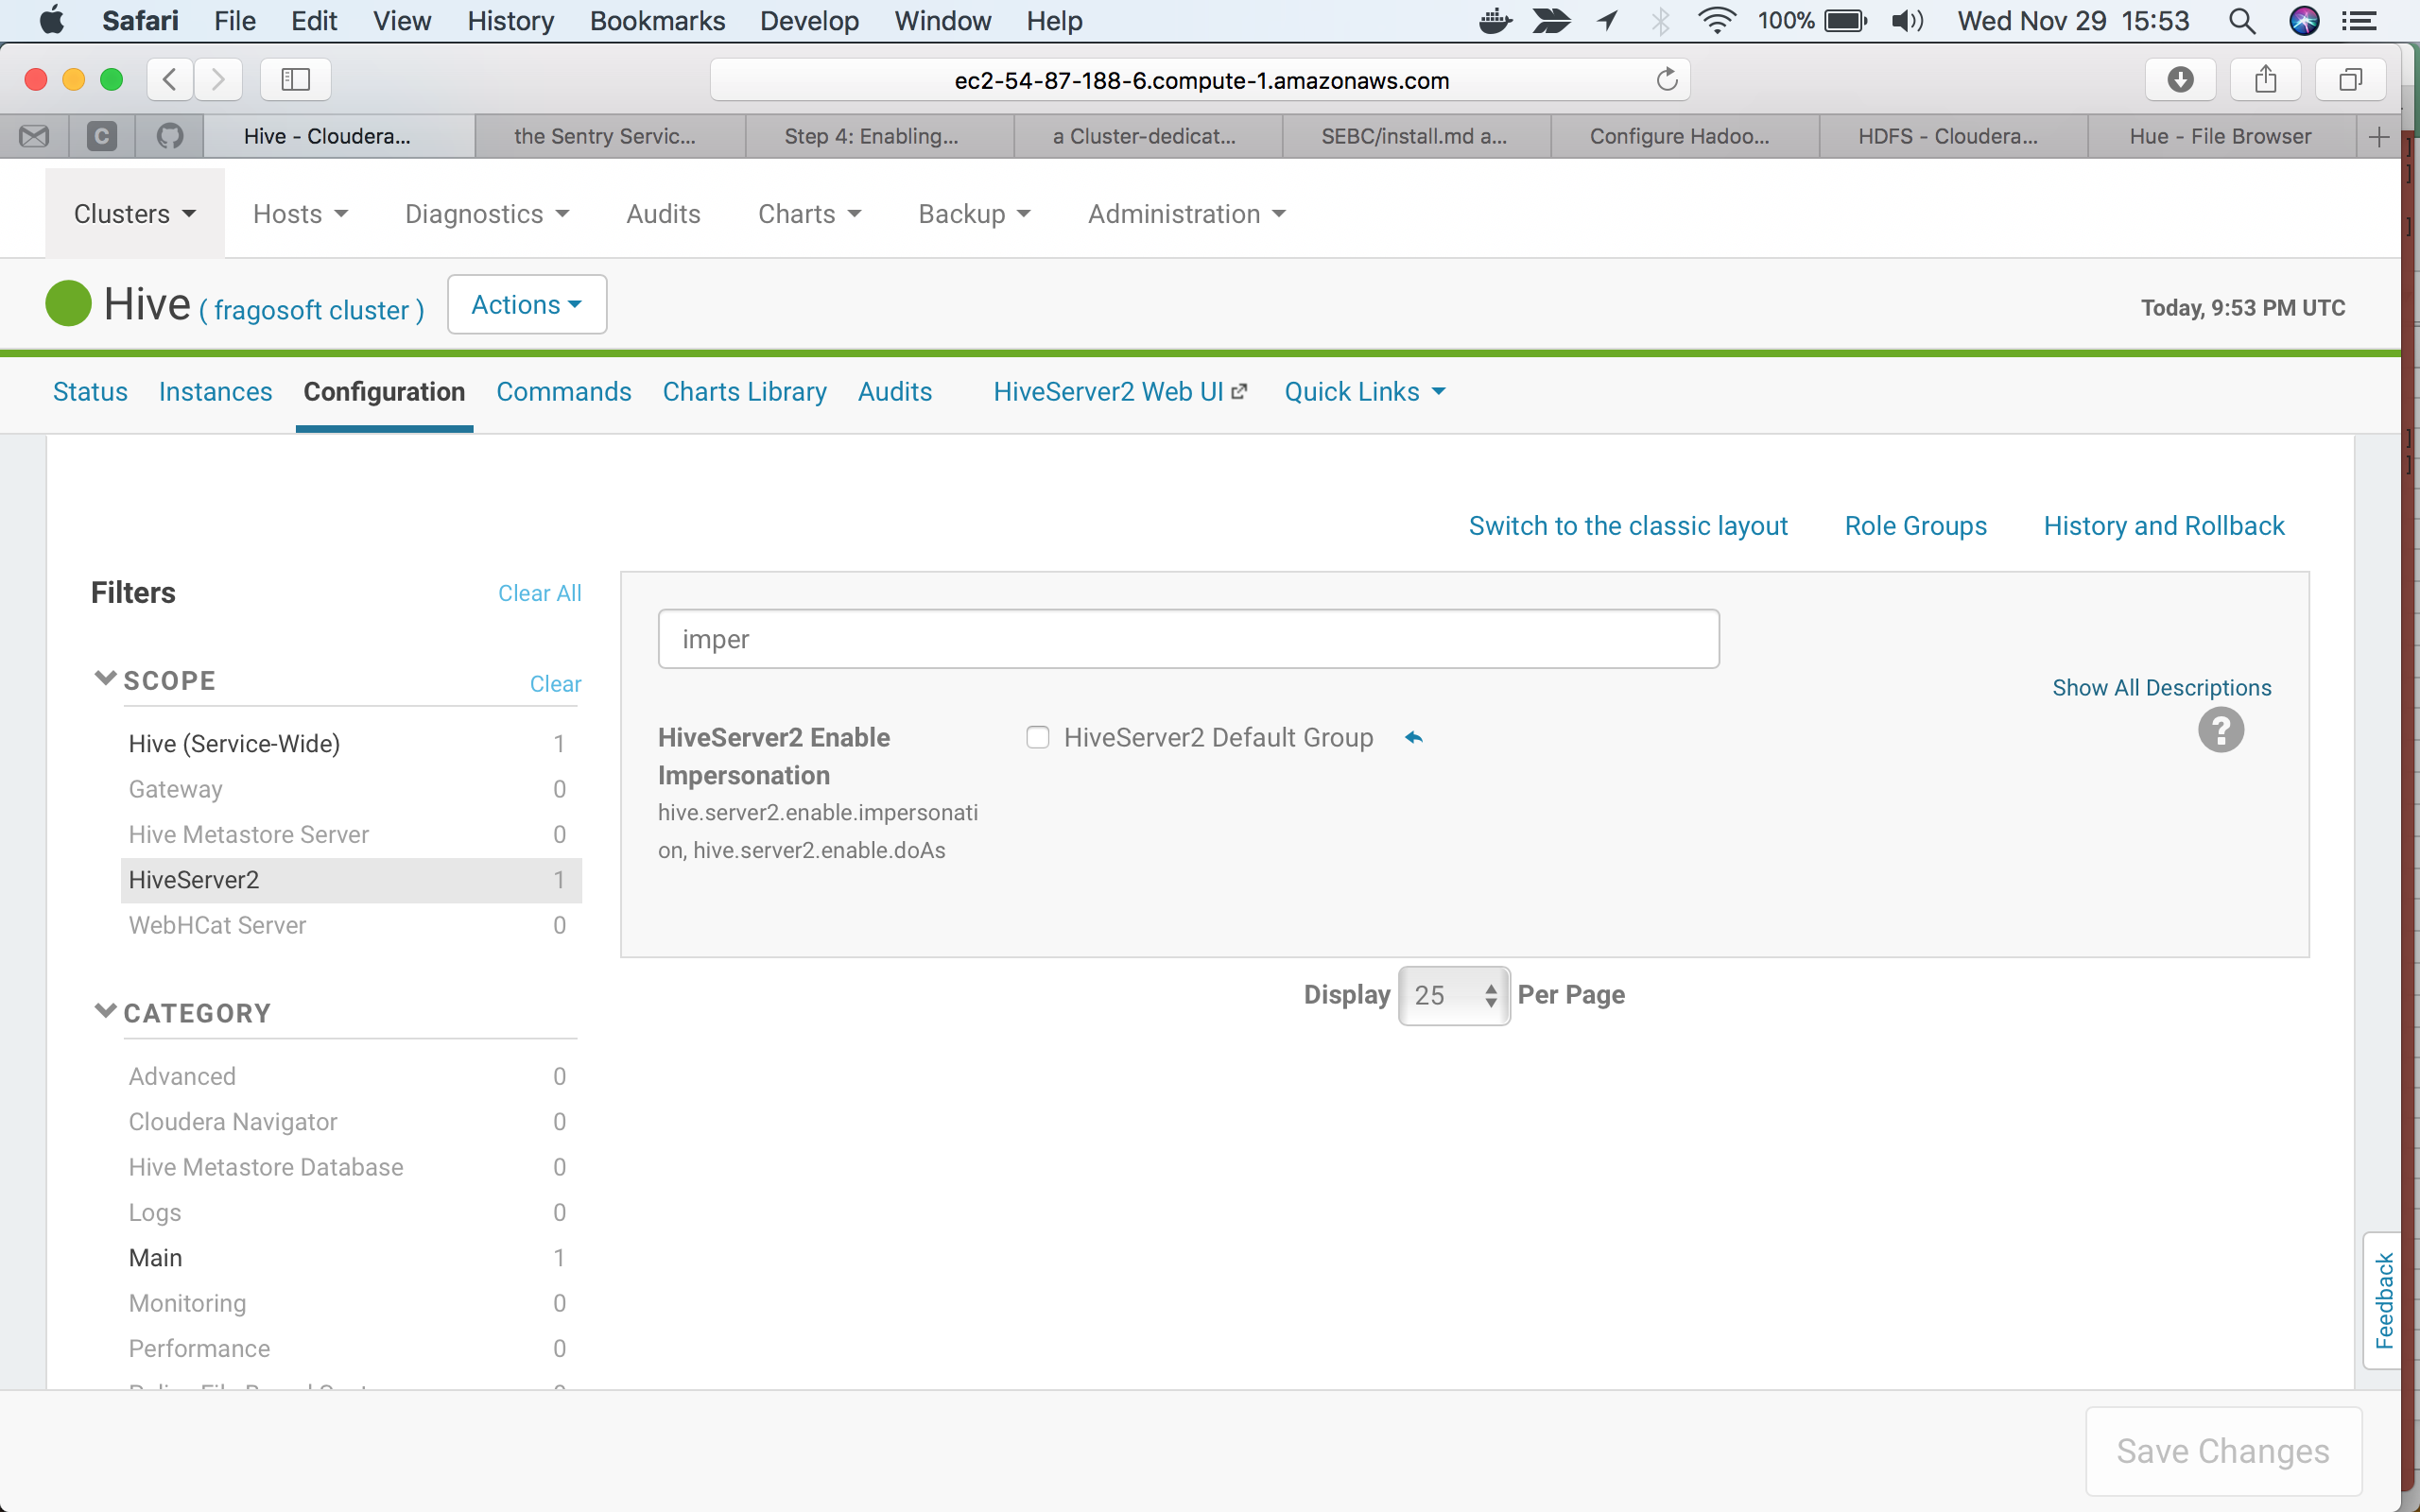 Safari File Edit View History Bookmarks Develop Window Help 100% Wed Nov 29 15:53
ec2-54-87-188-6.compute-1.amazonaws.com
C Hive - Cloudera... the Sentry Servic... Step 4: Enabling... a Cluster-dedicat... SEBC/install.md a... Configure Hadoo... HDFS - Cloudera... Hue - File Browser
Clusters Hosts Diagnostics Audits Charts Backup Administration
Hive ( fragosoft cluster ) Actions Today, 9:53 PM UTC
Status Instances Configuration Commands Charts Library Audits HiveServer2 Web UI Quick Links
Switch to the classic layout Role Groups History and Rollback
Filters Clear All
imper
SCOPE Clear
Show All Descriptions
Hive (Service-Wide) 1
Gateway 0
Hive Metastore Server 0
HiveServer2 1
WebHCat Server 0
HiveServer2 Enable
Impersonation
hive.server2.enable.impersonati
on, hive.server2.enable.doAs
HiveServer2 Default Group
?
Display 25 Per Page
CATEGORY
Advanced 0
Cloudera Navigator 0
Hive Metastore Database 0
Logs 0
Main 1
Monitoring 0
Performance 0
Feedback
Save Changes